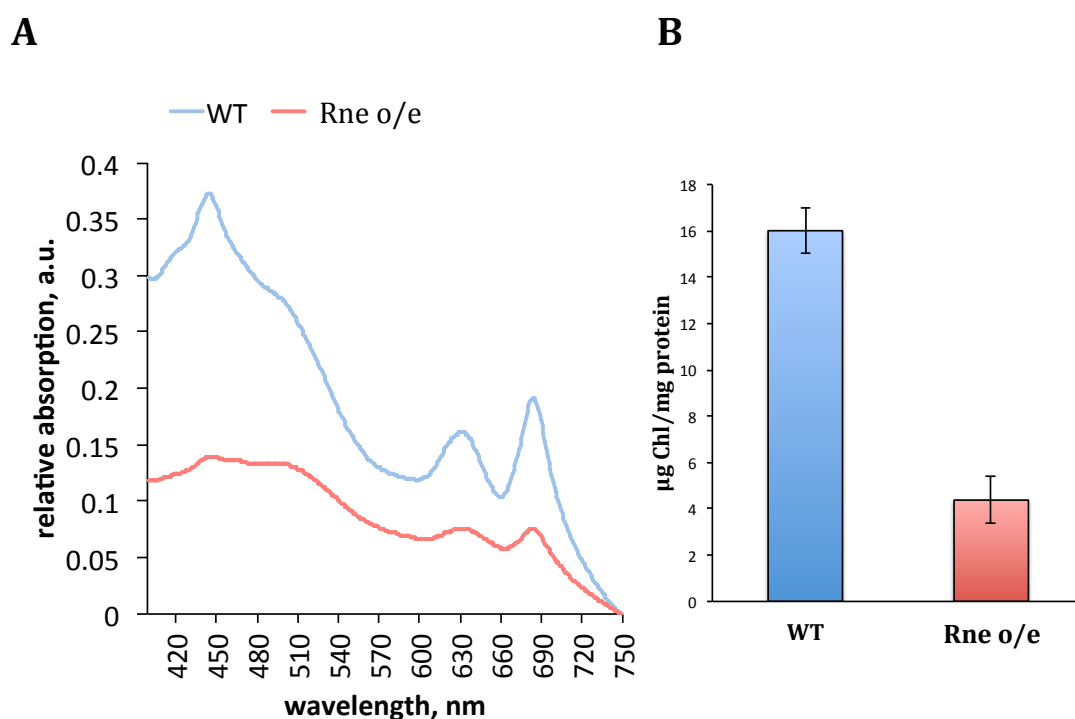 A
WT Rne o/e
0.4
0.35
0.3
0.25
0.2
0.15
0.1
0.05
0
relative absorption, a.u.
420 450 480 510 540 570 600 630 660 690 720 750
wavelength, nm
B
18
16
14
12
10
8
6
4
2
0
µg Chl/mg protein
WT Rne o/e